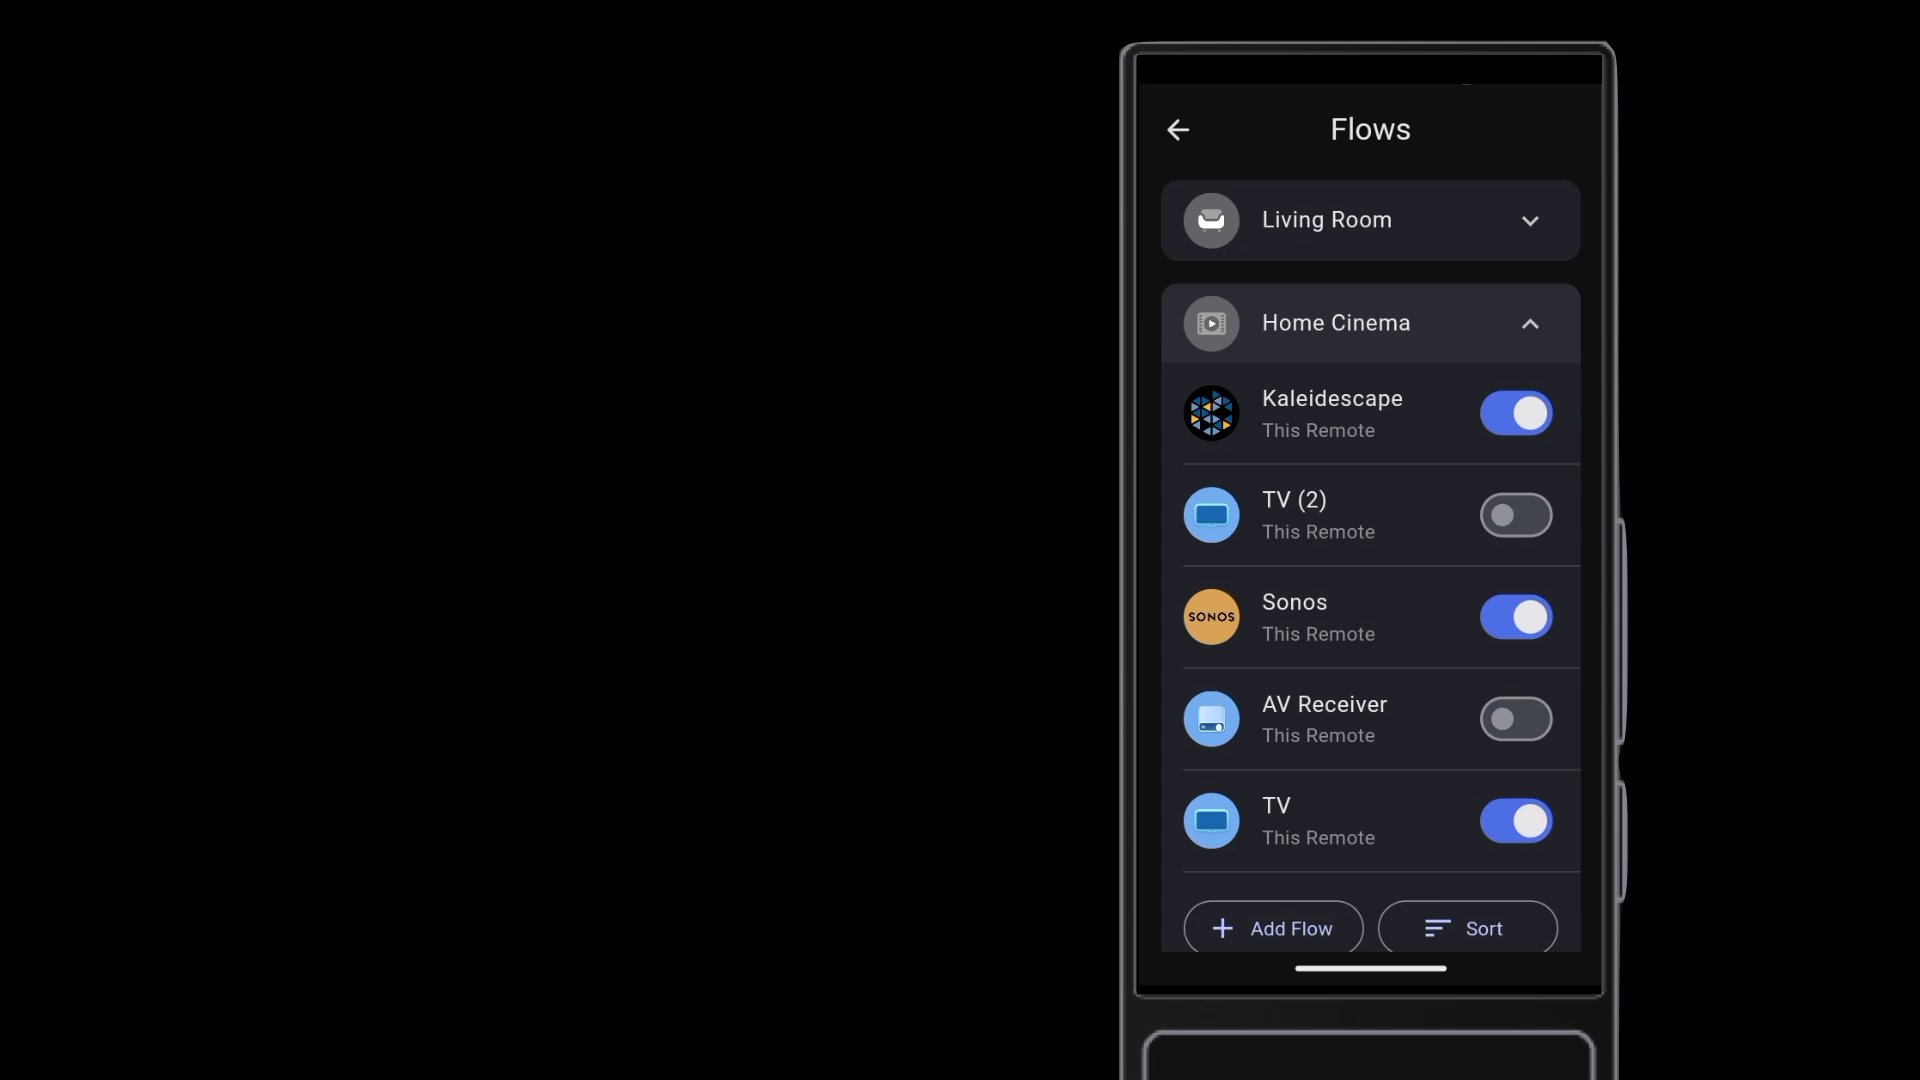 Flows
Living Room
Home Cinema
Kaleidescape
This Remote
TV (2)
This Remote
SONOS
Sonos
This Remote
AV Receiver
This Remote
TV
This Remote
Add Flow
Sort